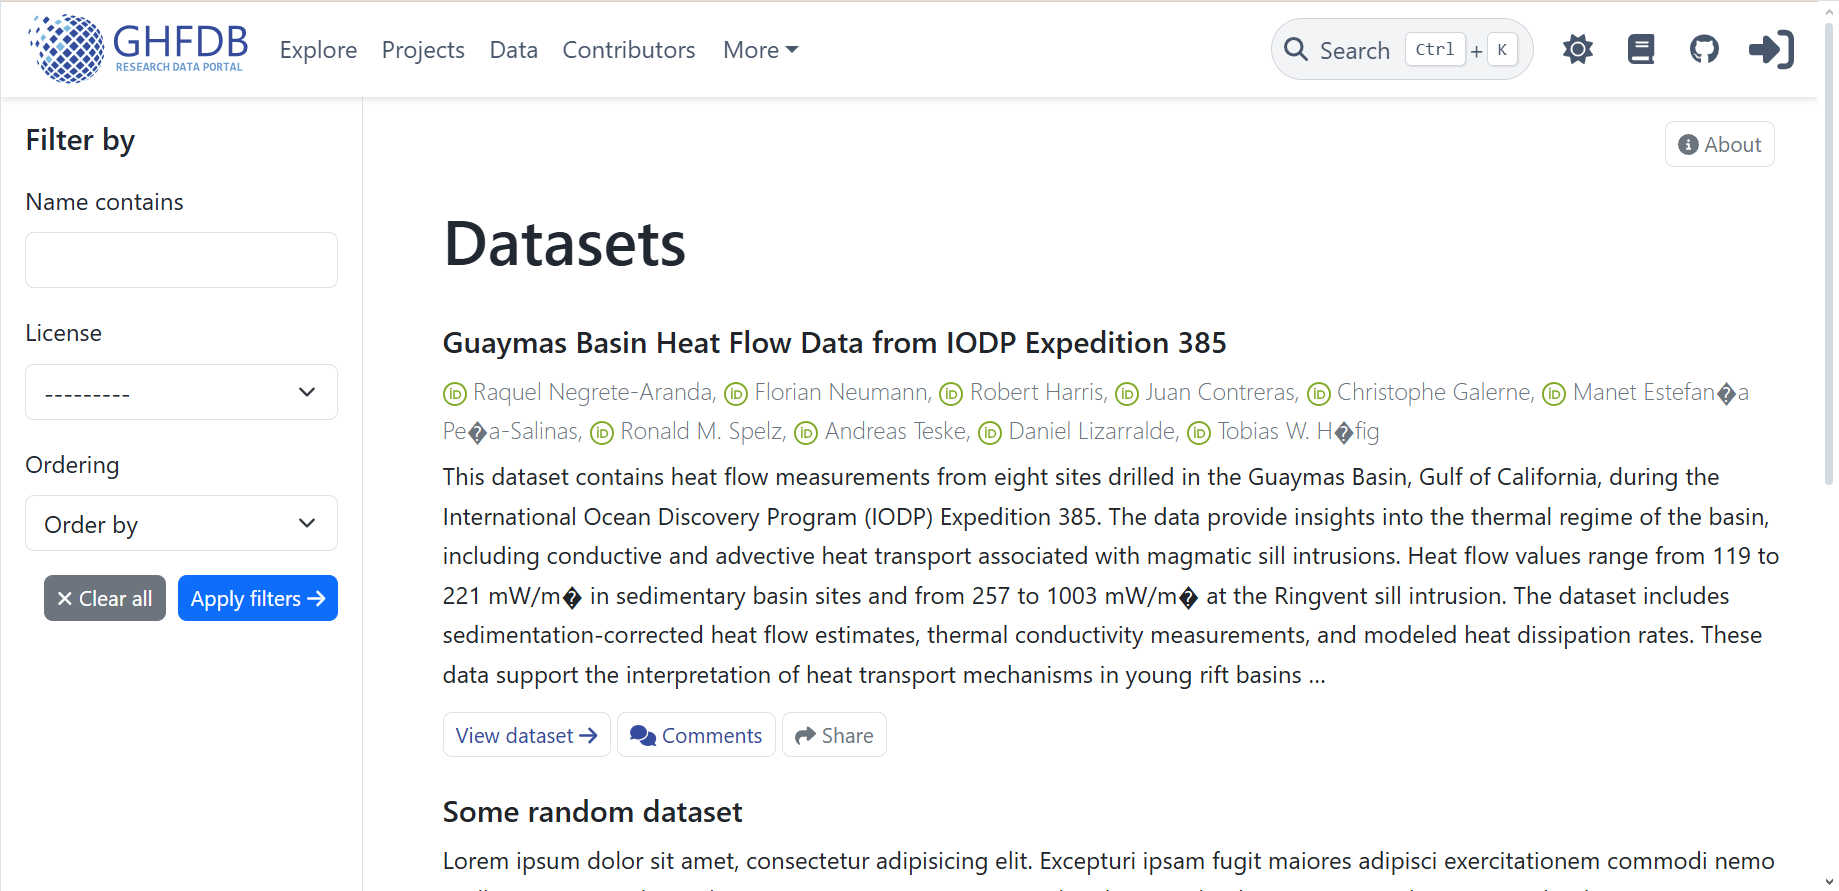 GHFDB
RESEARCH DATA PORTAL
Explore Projects Data Contributors More
Search Ctrl + K
Filter by
Name contains
License
---------
Ordering
Order by
Clear all Apply filters
About
Datasets
Guaymas Basin Heat Flow Data from IODP Expedition 385
Raquel Negrete-Aranda, Florian Neumann, Robert Harris, Juan Contreras, Christophe Galerne, Manet Estefan�a
Pe�a-Salinas, Ronald M. Spelz, Andreas Teske, Daniel Lizarralde, Tobias W. H�fig
This dataset contains heat flow measurements from eight sites drilled in the Guaymas Basin, Gulf of California, during the
International Ocean Discovery Program (IODP) Expedition 385. The data provide insights into the thermal regime of the basin,
including conductive and advective heat transport associated with magmatic sill intrusions. Heat flow values range from 119 to
221 mW/m� in sedimentary basin sites and from 257 to 1003 mW/m� at the Ringvent sill intrusion. The dataset includes
sedimentation-corrected heat flow estimates, thermal conductivity measurements, and modeled heat dissipation rates. These
data support the interpretation of heat transport mechanisms in young rift basins ...
View dataset Comments Share
Some random dataset
Lorem ipsum dolor sit amet, consectetur adipisicing elit. Excepturi ipsam fugit maiores adipisci exercitationem commodi nemo